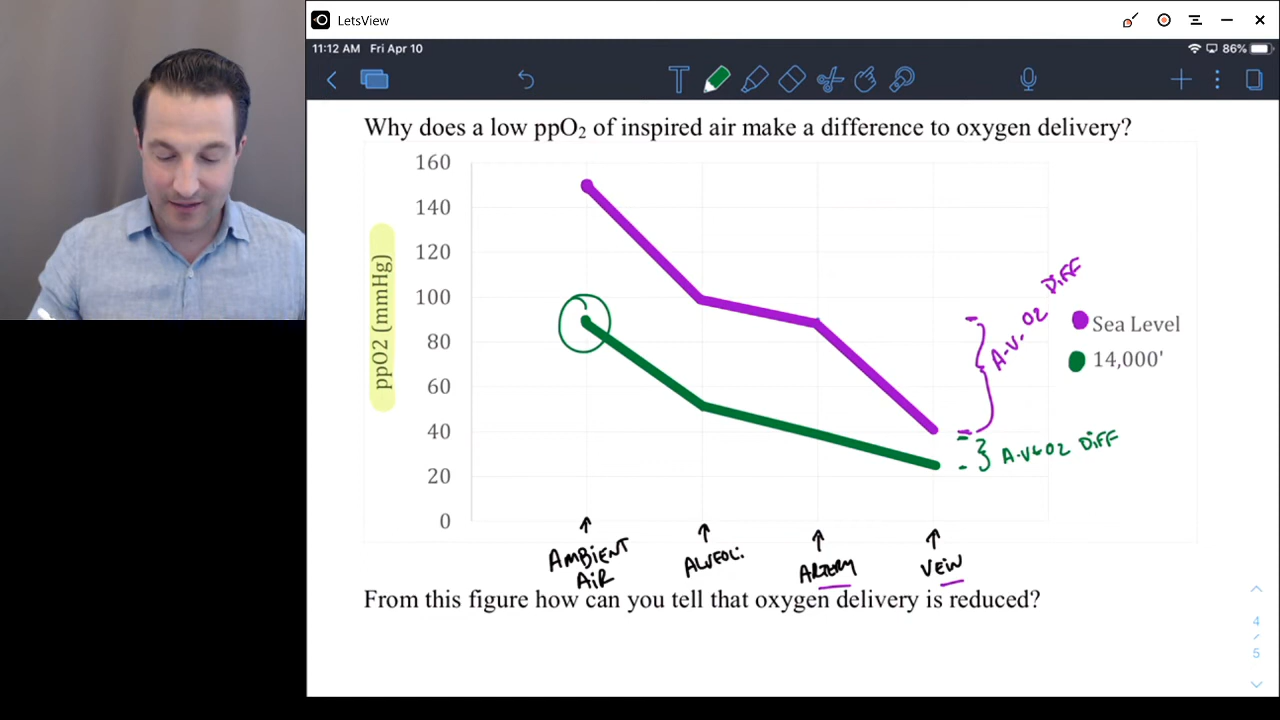 LetsView
11:12 AM Fri Apr 10
86%
T
Why does a low ppO₂ of inspired air make a difference to oxygen delivery?
160
140
120
100
80
60
40
20
0
ppO2 (mmHg)
A-V. O2 DIFF
Sea Level
14,000'
A-V O2 DIFF
AMBIENT
AIR
ALVEOLI
ARTERY
VEIN
From this figure how can you tell that oxygen delivery is reduced?
4
/
5